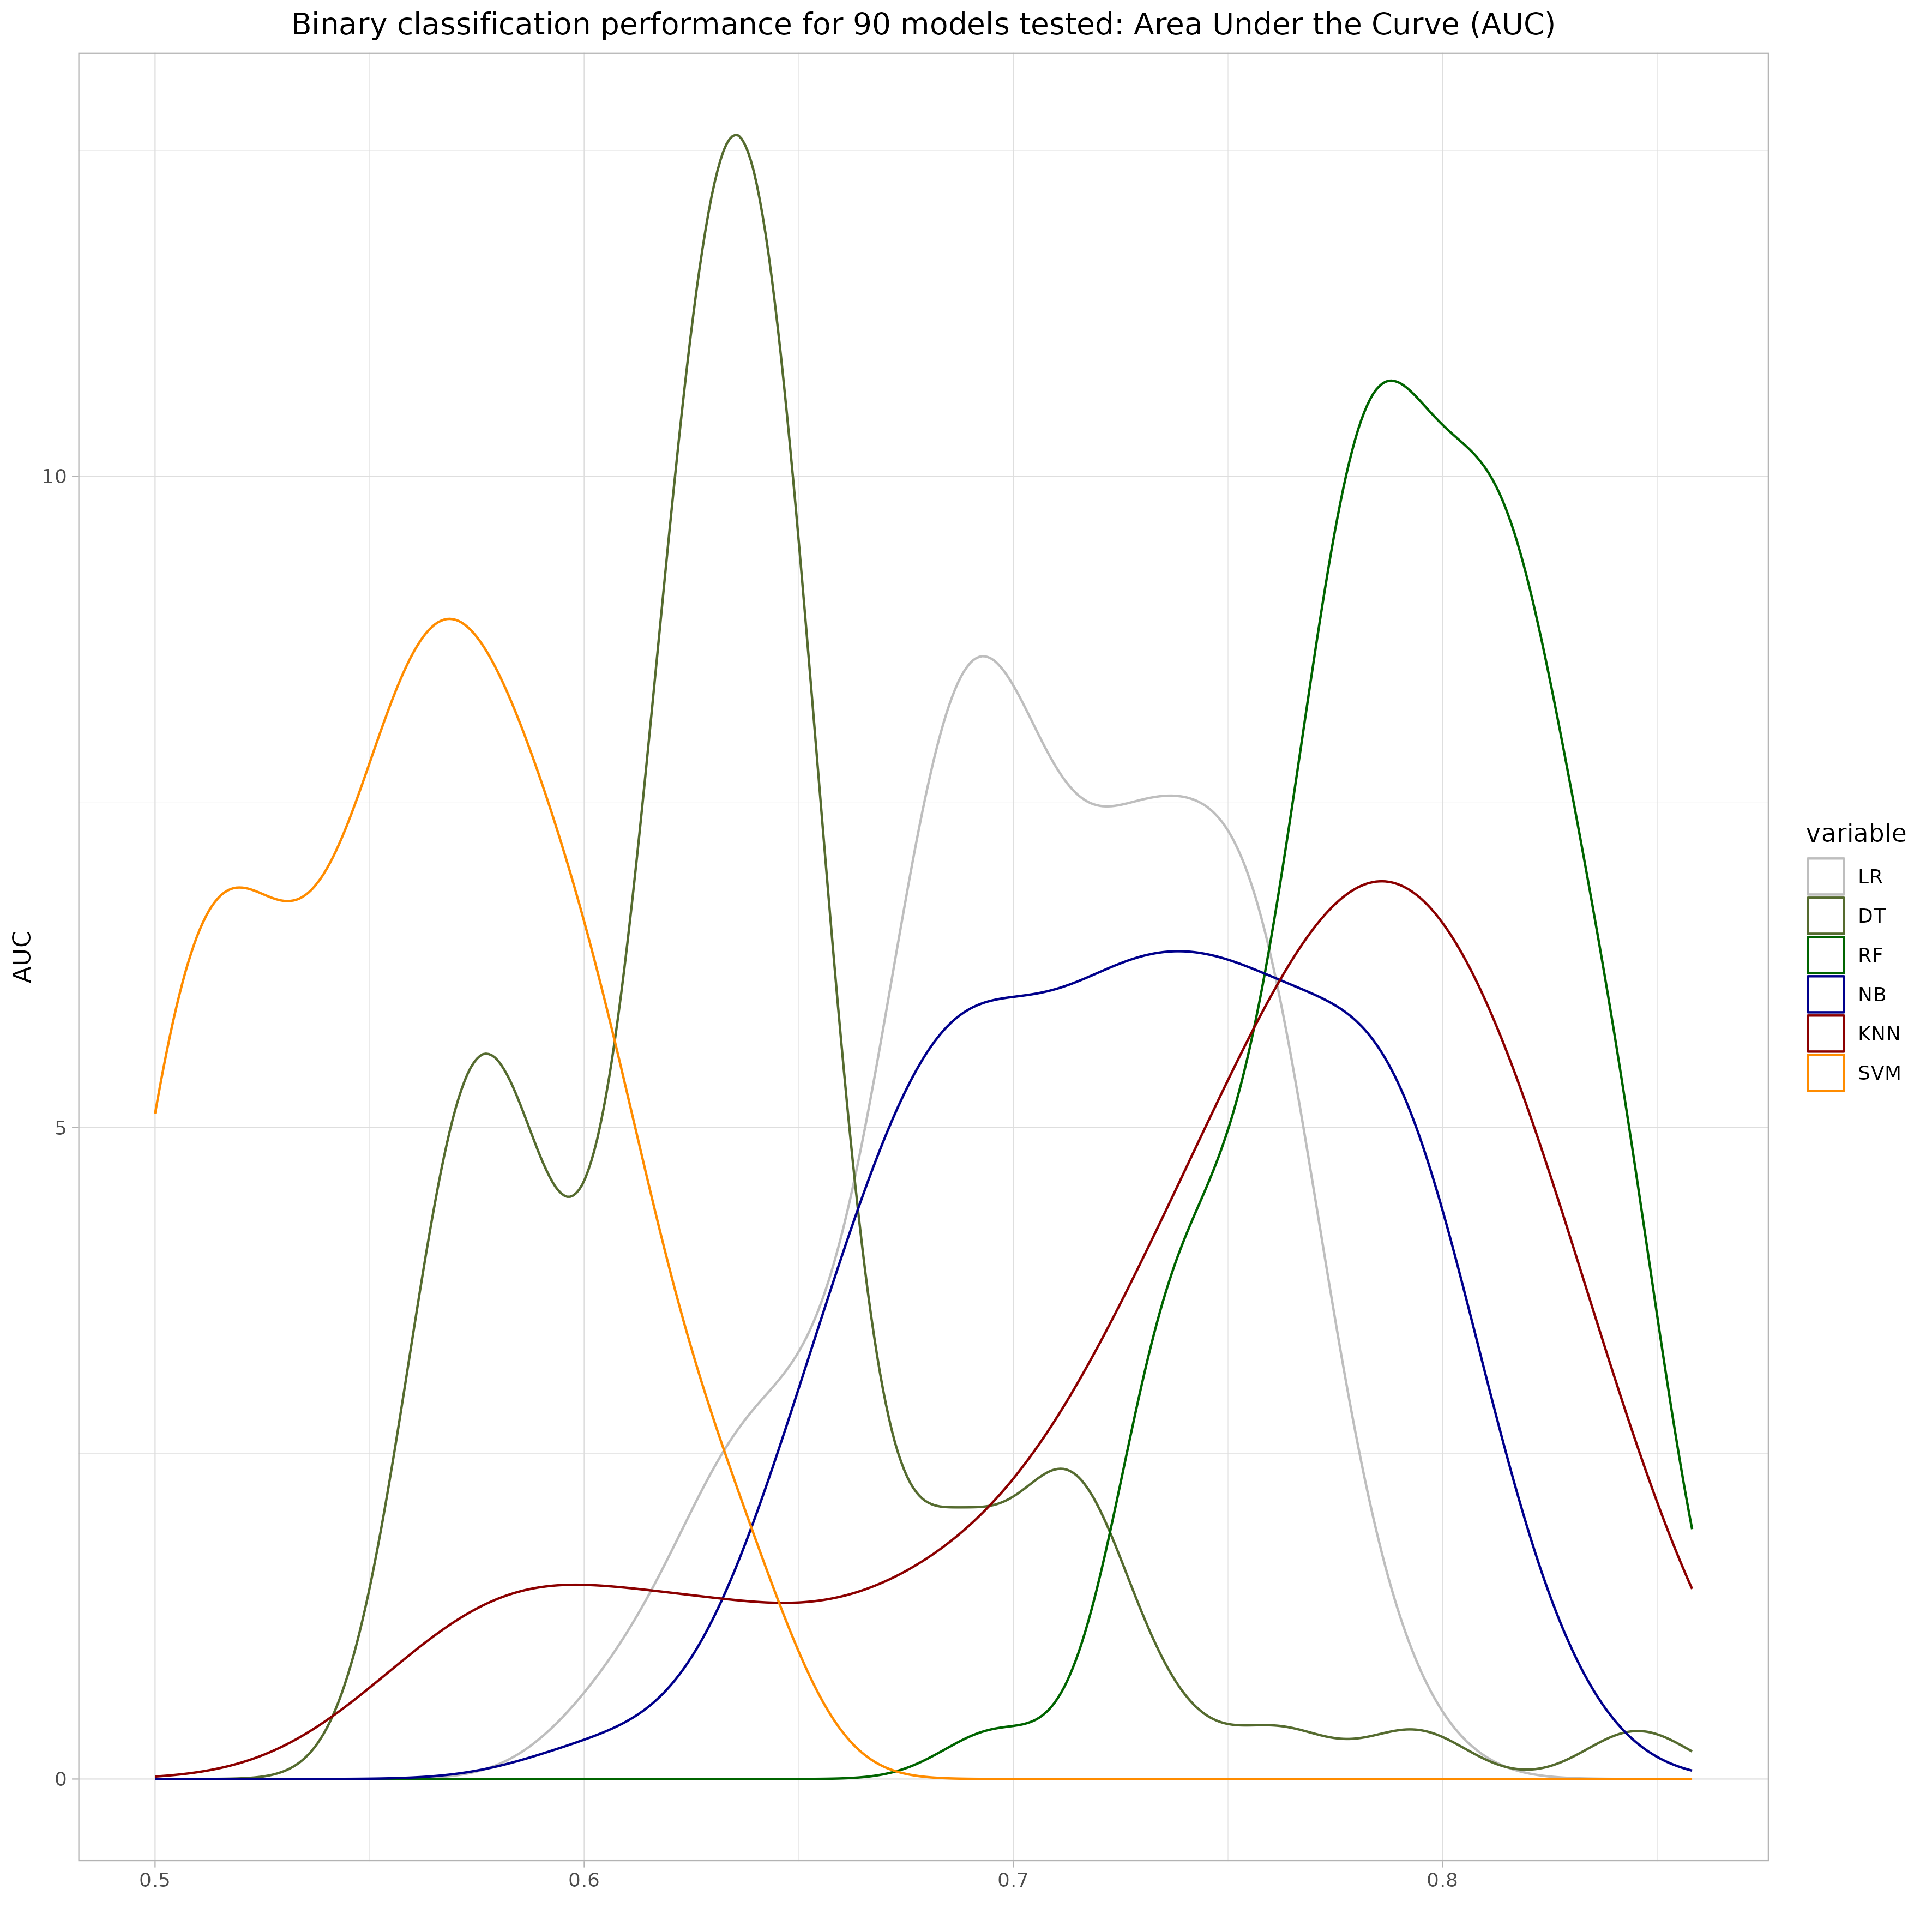 Binary classification performance for 90 models tested: Area Under the Curve (AUC)
AUC
10
5
0
0.5
0.6
0.7
0.8
variable
LR
DT
RF
NB
KNN
SVM